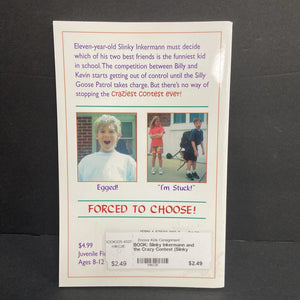 Eleven-year-old Slinky Inkermann must decide
which of his two best friends is the funniest kid
in school. The competition between Billy and
Kevin starts getting out of control until the Silly
Goose Patrol takes charge. But there's no way of
stopping the craziest contest ever!
Egged!
"I'm Stuck!"
FORCED TO CHOOSE!
$4.99
Juvenile Fi
Ages 8-12
Kids Consignment
BOOK: Slinky Inkermann and
the Crazy Contest (Slinky
$2.49
$2.49